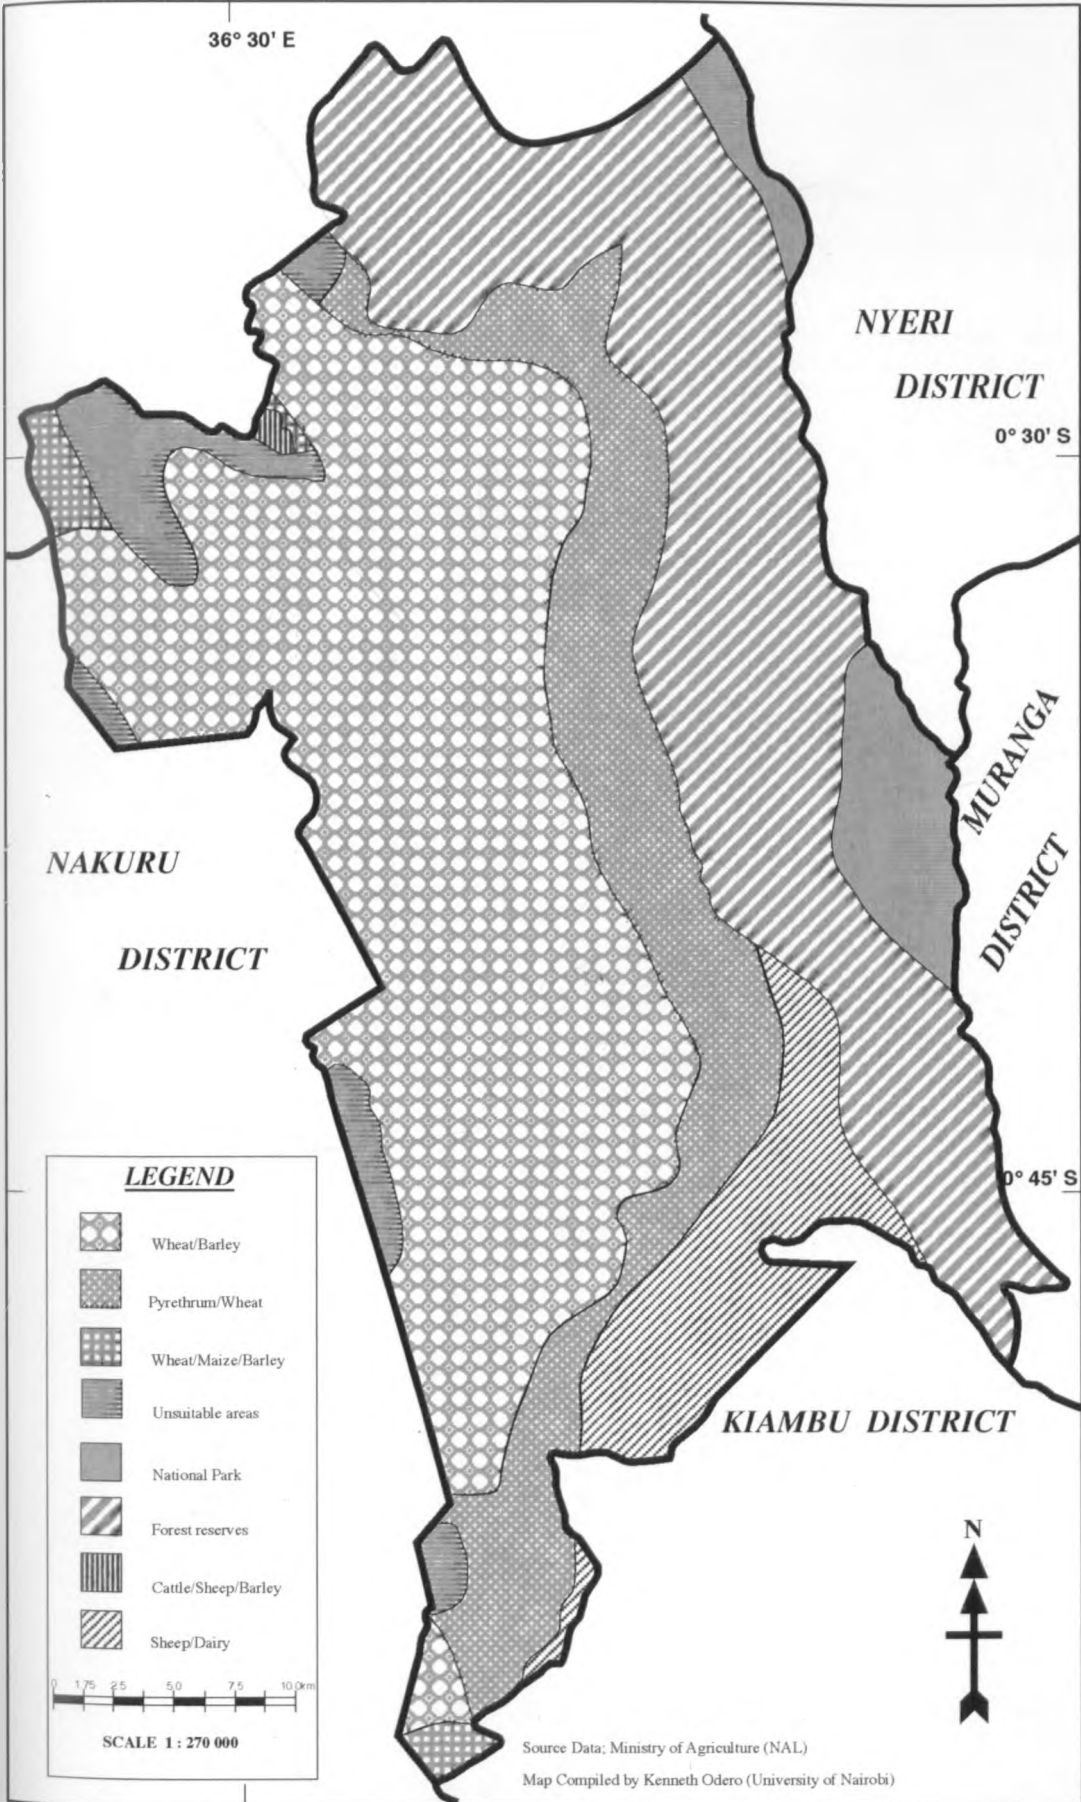 36° 30' E
NYERI
DISTRICT
0° 30' S
MURANGA
DISTRICT
NAKURU
DISTRICT
0° 45' S
LEGEND
Wheat/Barley
Pyrethrum/Wheat
Wheat/Maize/Barley
Unsuitable areas
National Park
Forest reserves
Cattle/Sheep/Barley
Sheep/Dairy
0 1.75 2.5 5.0 7.5 10.0km
SCALE 1 : 270 000
KIAMBU DISTRICT
N
Source Data; Ministry of Agriculture (NAL)
Map Compiled by Kenneth Odero (University of Nairobi)